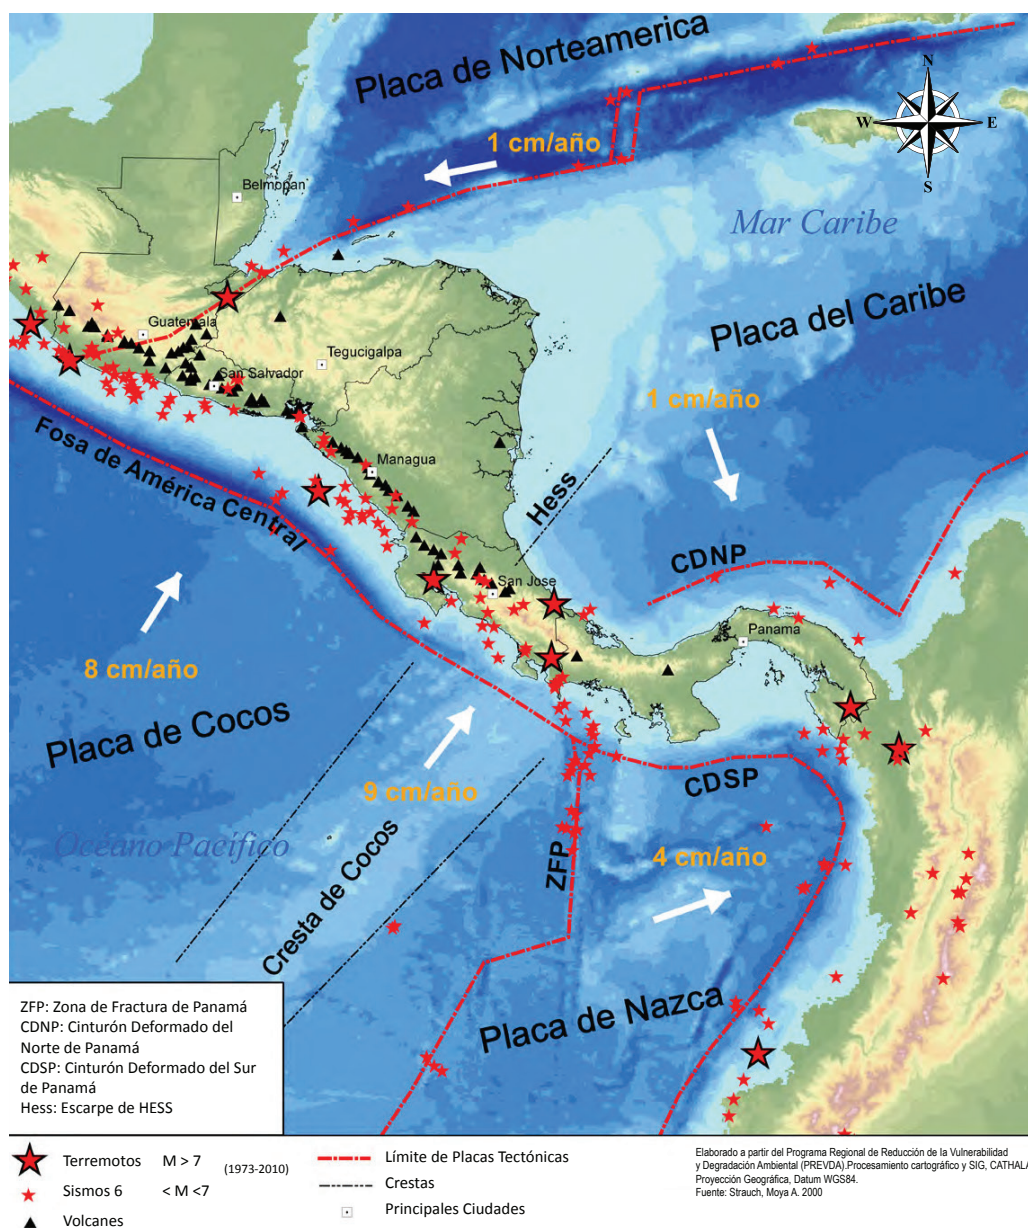 Placa de Norteamerica
N
W
E
S
1 cm/año
Belmopan
Mar Caribe
Placa del Caribe
Guatemala
Tegucigalpa
San Salvador
1 cm/año
Fosa de América Central
Managua
Hess
CDNP
San Jose
Panama
8 cm/año
Placa de Cocos
9 cm/año
CDSP
Océano Pacífico
Cresta de Cocos
ZFP
4 cm/año
Placa de Nazca
ZFP: Zona de Fractura de Panamá
CDNP: Cinturón Deformado del
Norte de Panamá
CDSP: Cinturón Deformado del Sur
de Panamá
Hess: Escarpe de HESS
Terremotos M > 7 (1973-2010)
Sismos 6 < M <7
Volcanes
Límite de Placas Tectónicas
Crestas
Principales Ciudades
Elaborado a partir del Programa Regional de Reducción de la Vulnerabilidad
y Degradación Ambiental (PREVDA).Procesamiento cartográfico y SIG, CATHALA
Proyección Geográfica, Datum WGS84.
Fuente: Strauch, Moya A. 2000